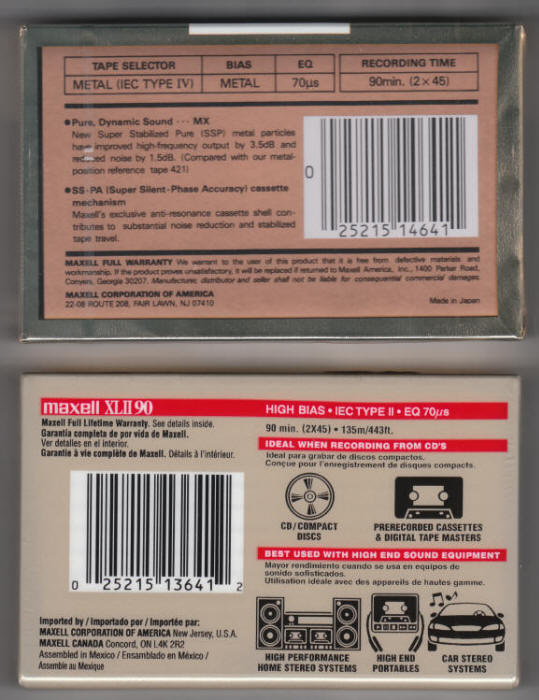 TAPE SELECTOR BIAS EQ RECORDING TIME
METAL (IEC TYPE IV) METAL 70µs 90min. (2×45)
●Pure, Dynamic Sound ··· MX
New Super Stabilized Pure (SSP) metal particles
have improved high-frequency output by 3.5dB and
reduced noise by 1.5dB. (Compared with our metal-
position reference tape 421)
●SS·PA (Super Silent-Phase Accuracy) cassette
mechanism
Maxell's exclusive anti-resonance cassette shell con-
tributes to substantial noise reduction and stabilized
tape travel.
0 25215 14641
MAXELL FULL WARRANTY We warrant to the user of this product that it is free from defective materials and
workmanship. If the product proves unsatisfactory, it will be replaced if returned to Maxell America, Inc., 1400 Parker Road,
Conyers, Georgia 30207. Manufacturer, distributor and seller shall not be liable for consequential commercial damages.
MAXELL CORPORATION OF AMERICA
22-08 ROUTE 208, FAIR LAWN, NJ 07410
Made in Japan
maxell XLII 90
Maxell Full Lifetime Warranty. See details inside.
Garantía completa de por vida de Maxell.
Ver detalles en el interior.
Garantie à vie complète de Maxell. Détails à l'intérieur.
0 25215 13641 2
Imported by / Importado por / Importée par:
MAXELL CORPORATION OF AMERICA New Jersey, U.S.A.
MAXELL CANADA Concord, ON L4K 2R2
Assembled in Mexico / Ensamblado en México /
Assemble au Mexique
HIGH BIAS • IEC TYPE II • EQ 70µs
90 min. (2X45) • 135m/443ft.
IDEAL WHEN RECORDING FROM CD'S
Ideal para grabar de discos compactos.
Conçue pour l'enregistrement de disques compacts.
CD/COMPACT
DISCS
PRERECORDED CASSETTES
& DIGITAL TAPE MASTERS
BEST USED WITH HIGH END SOUND EQUIPMENT
Mayor rendimiento cuando se usa en equipos de
sonido sofisticados.
Utilisation idéale avec des appareils de hautes gamme.
HIGH PERFORMANCE
HOME STEREO SYSTEMS
HIGH END
PORTABLES
CAR STEREO
SYSTEMS